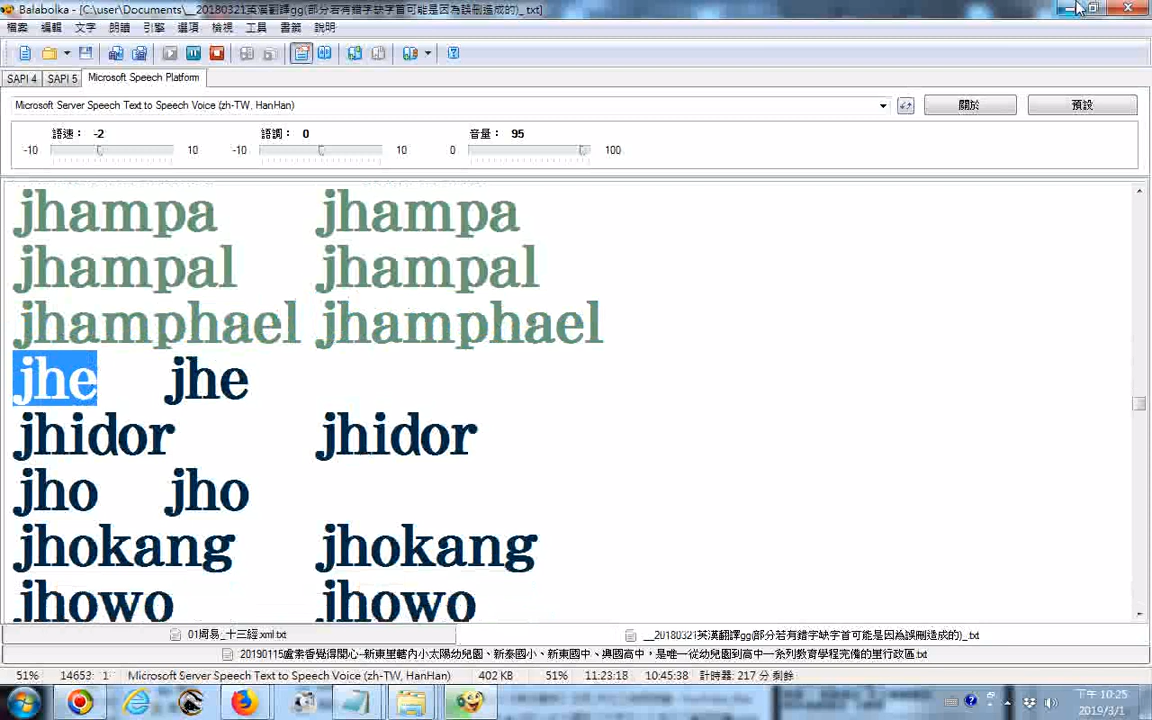 Balabolka - [C:\user\Documents\__20180321英漢翻譯gg(部分若有錯字缺字首可能是因為誤刪造成的)_.txt]
檔案 編輯 文字 朗讀 引擎 選項 檢視 工具 書籤 說明
SAPI 4 SAPI 5 Microsoft Speech Platform
Microsoft Server Speech Text to Speech Voice (zh-TW, HanHan) 關於 預設
語速： -2 語調： 0 音量： 95
-10 10 -10 10 0 100
jhampa jhampa
jhampal jhampal
jhamphael jhamphael
jhe jhe
jhidor jhidor
jho jho
jhokang jhokang
jhowo jhowo
01周易_十三經.xml.txt __20180321英漢翻譯gg(部分若有錯字缺字首可能是因為誤刪造成的)_.txt
20190115盧素香覺得開心-新東里轄內小太陽幼兒園、新泰國小、新東國中、興國高中，是唯一從幼兒園到高中一系列教育學程完備的里行政區.txt
51% 14653: 1 Microsoft Server Speech Text to Speech Voice (zh-TW, HanHan) 402 KB 51% 11:23:18 10:45:38 計時器: 217 分 剩餘
下午 10:25
2019/3/1